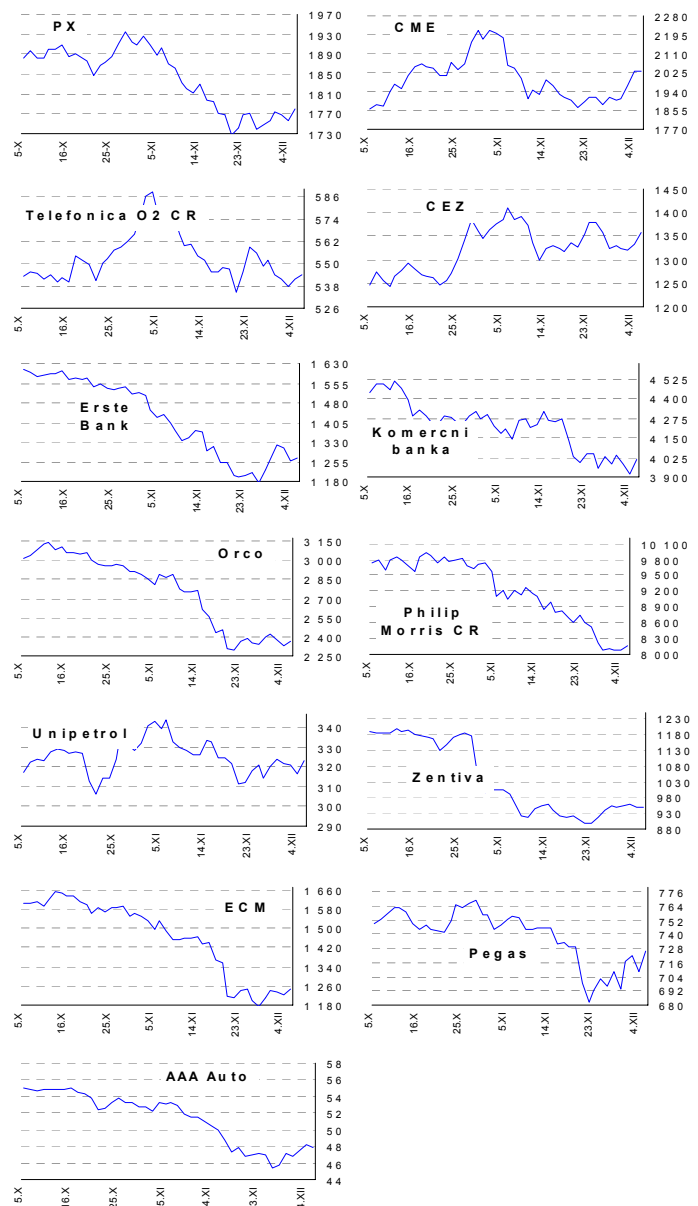 PX
1970
1930
1890
1850
1810
1770
1730
5-X
16-X
25-X
5-XI
14-XI
23-XI
4-XII
CME
2280
2195
2110
2025
1940
1855
1770
5.X
16.X
25.X
5.XI
14.XI
23.XI
4.XII
Telefonica O2 CR
586
574
562
550
538
526
5.X
16.X
25.X
5.XI
14.XI
23.XI
4.XII
CEZ
1450
1400
1350
1300
1250
1200
5.X
16.X
25.X
5.XI
14.XI
23.XI
4.XII
Erste
Bank
1 630
1 555
1 480
1 405
1 330
1 255
1 180
5.X
16.X
25.X
5.XI
14.XI
23.XI
4.XII
Komercni
banka
4 525
4 400
4 275
4 150
4 025
3 900
5.X
16.X
25.X
5.XI
14.XI
23.XI
4.XII
Orco
3 150
3 000
2 850
2 700
2 550
2 400
2 250
5.X
16.X
25.X
5.XI
14.XI
23.XI
4.XII
Philip
Morris CR
10 100
9 800
9 500
9 200
8 900
8 600
8 300
8 000
5.X
16.X
25.X
5.XI
14.XI
23.XI
4.XII
Unipetrol
340
330
320
310
300
290
5.X
16.X
25.X
5.XI
14.XI
23.XI
4.XII
Zentiva
1230
1180
1130
1080
1030
980
930
880
5.X
16.X
25.X
5.XI
14.XI
23.XI
4.XII
ECM
1 660
1 580
1 500
1 420
1 340
1 260
1 180
5.X
16.X
25.X
5.XI
14.XI
23.XI
4.XII
Pegas
776
764
752
740
728
716
704
692
680
5.X
16.X
25.X
5.XI
14.XI
23.XI
4.XII
AAA Auto
58
56
54
52
50
48
46
44
5.X
16.X
25.X
5.XI
4.XI
3.XI
4.XII